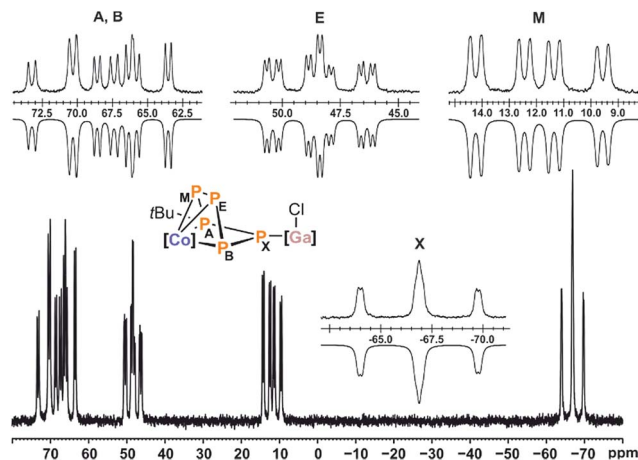 A, B E M
72.5 70.0 67.5 65.0 62.5
50.0 47.5 45.0
14.0 13.0 12.0 11.0 10.0 9.0
P P
M E
tBu P Cl
A
[Co] P P [Ga]
B X
X
-65.0 -67.5 -70.0
70 60 50 40 30 20 10 0 −10 −20 −30 −40 −50 −60 −70 ppm